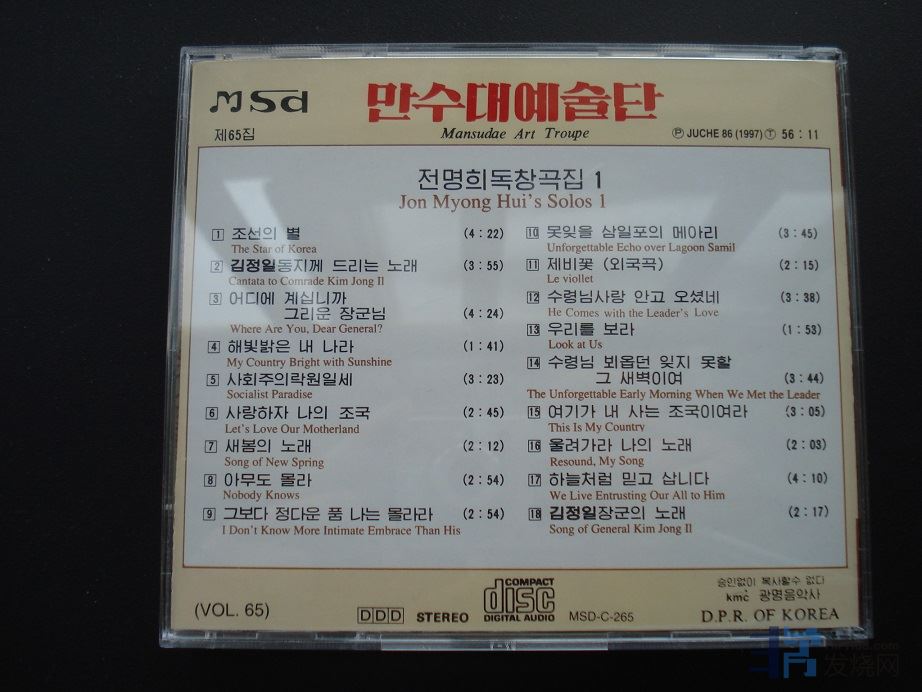 msd
만수대예술단
제65집
Mansudae Art Troupe
Ⓟ JUCHE 86 (1997) Ⓣ 56 : 11
전명희독창곡집 1
Jon Myong Hui's Solos 1
1 조선의 별 (4 : 22)
The Star of Korea
2 김정일동지께 드리는 노래 (3 : 55)
Cantata to Comrade Kim Jong Il
3 어디에 계십니까
그리운 장군님 (4 : 24)
Where Are You, Dear General?
4 해빛밝은 내 나라 (1 : 41)
My Country Bright with Sunshine
5 사회주의락원일세 (3 : 23)
Socialist Paradise
6 사랑하자 나의 조국 (2 : 45)
Let's Love Our Motherland
7 새봄의 노래 (2 : 12)
Song of New Spring
8 아무도 몰라 (2 : 54)
Nobody Knows
9 그보다 정다운 품 나는 몰라라 (2 : 54)
I Don't Know More Intimate Embrace Than His
10 못잊을 삼일포의 메아리 (3 : 45)
Unforgettable Echo over Lagoon Samil
11 제비꽃 (외국곡) (2 : 15)
Le viollet
12 수령님사랑 안고 오셨네 (3 : 38)
He Comes with the Leader's Love
13 우리를 보라 (1 : 53)
Look at Us
14 수령님 뵈옵던 잊지 못할
그 새벽이여 (3 : 44)
The Unforgettable Early Morning When We Met the Leader
15 여기가 내 사는 조국이여라 (3 : 05)
This Is My Country
16 울려가라 나의 노래 (2 : 03)
Resound, My Song
17 하늘처럼 믿고 삽니다 (4 : 10)
We Live Entrusting Our All to Him
18 김정일장군의 노래 (2 : 17)
Song of General Kim Jong Il
(VOL. 65)
DDD
STEREO
COMPACT
disc
DIGITAL AUDIO
MSD-C-265
승인없이 복사할수 없다
kmc 광명음악사
D.P.R. OF KOREA
发烧网